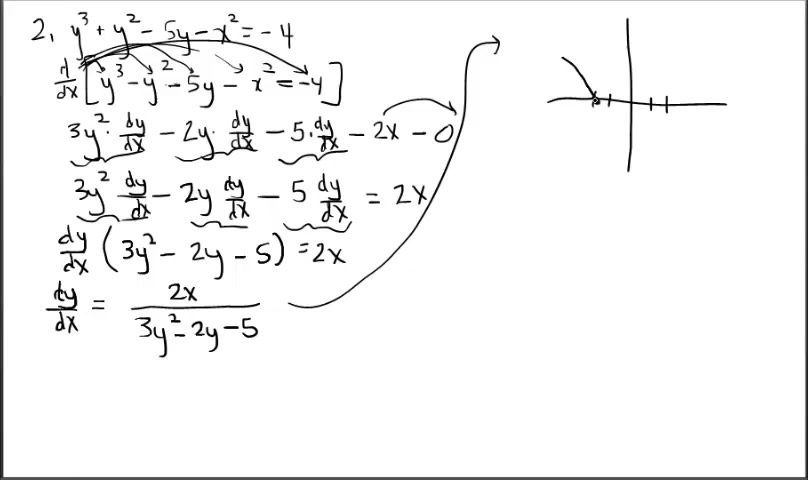 2. y³ + y² - 5y - x² = -4
d/dx [y³ - y² - 5y - x² = -4]
3y² · dy/dx - 2y · dy/dx - 5 · dy/dx - 2x - 0
3y² dy/dx - 2y dy/dx - 5 dy/dx = 2x
dy/dx (3y² - 2y - 5) = 2x
dy/dx = 2x / 3y² - 2y - 5